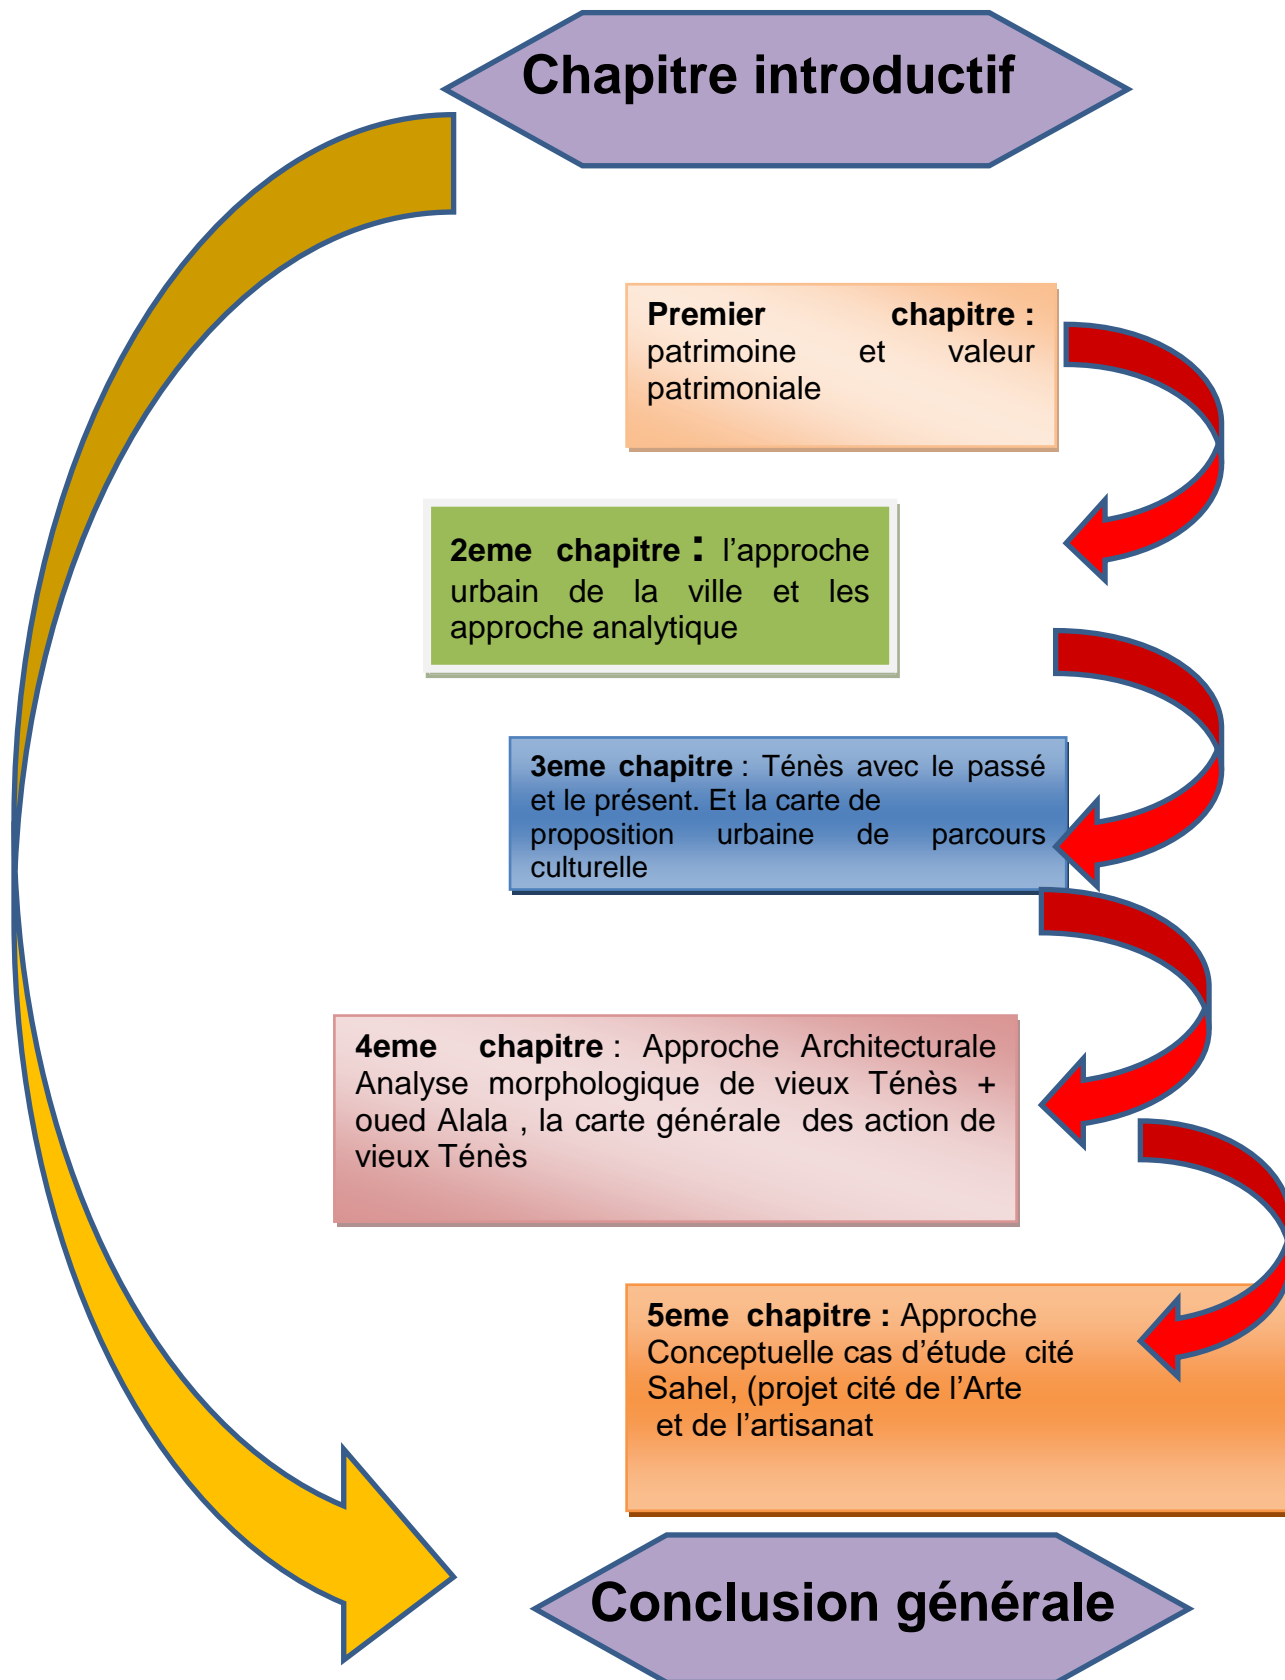 Chapitre introductif
Premier chapitre :
patrimoine et valeur
patrimoniale
2eme chapitre : l’approche
urbain de la ville et les
approche analytique
3eme chapitre : Ténès avec le passé
et le présent. Et la carte de
proposition urbaine de parcours
culturelle
4eme chapitre : Approche Architecturale
Analyse morphologique de vieux Ténès +
oued Alala , la carte générale des action de
vieux Ténès
5eme chapitre : Approche
Conceptuelle cas d’étude cité
Sahel, (projet cité de l’Arte
et de l’artisanat
Conclusion générale